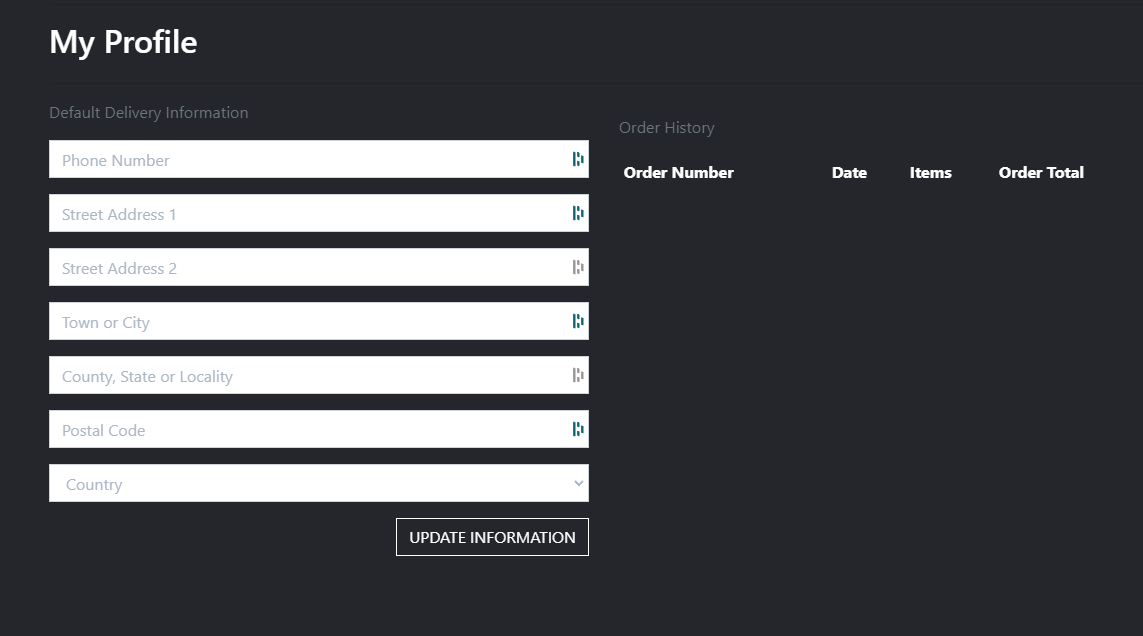 My Profile
Default Delivery Information
Phone Number
Street Address 1
Street Address 2
Town or City
County, State or Locality
Postal Code
Country
UPDATE INFORMATION
Order History
Order Number Date Items Order Total